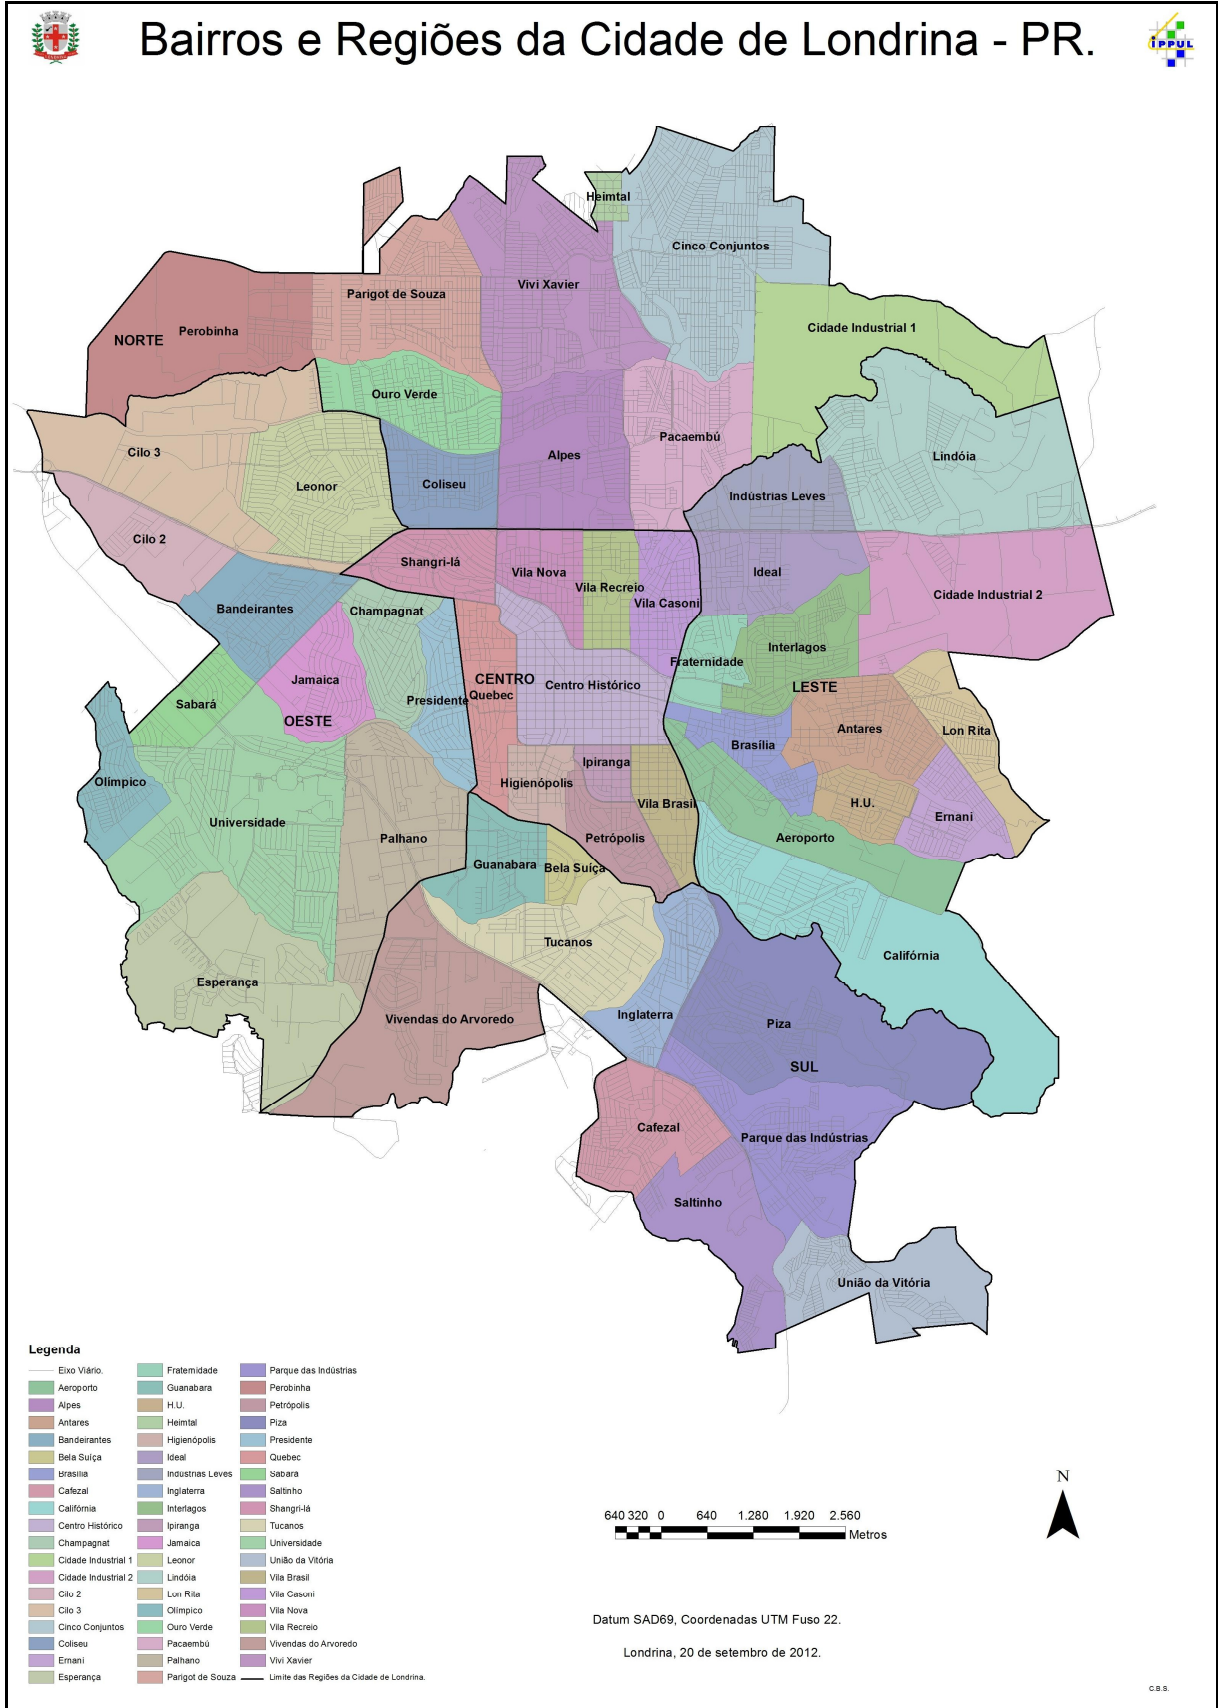 Bairros e Regiões da Cidade de Londrina - PR.
IPPUL
Heimtal
Cinco Conjuntos
Vivi Xavier
Parigot de Souza
Cidade Industrial 1
Perobinha
NORTE
Ouro Verde
Pacaembú
Cilo 3
Alpes
Lindóia
Coliseu
Leonor
Indústrias Leves
Cilo 2
Shangri-lá
Vila Nova
Ideal
Vila Recreio
Cidade Industrial 2
Vila Casoni
Bandeirantes
Champagnat
Interlagos
Fraternidade
Jamaica
CENTRO
Centro Histórico
LESTE
Quebec
Presidente
Sabará
OESTE
Antares
Lon Rita
Brasília
Ipiranga
Olímpico
Higienópolis
Vila Brasil
H.U.
Ernani
Universidade
Palhano
Petrópolis
Aeroporto
Guanabara
Bela Suíça
Tucanos
Califórnia
Esperança
Inglaterra
Vivendas do Arvoredo
Piza
SUL
Cafezal
Parque das Indústrias
Saltinho
União da Vitória
Legenda
Eixo Viário.
Aeroporto
Alpes
Antares
Bandeirantes
Bela Suíça
Brasília
Cafezal
Califórnia
Centro Histórico
Champagnat
Cidade Industrial 1
Cidade Industrial 2
Cilo 2
Cilo 3
Cinco Conjuntos
Coliseu
Ernani
Esperança
Fraternidade
Guanabara
H.U.
Heimtal
Higienópolis
Ideal
Indústrias Leves
Inglaterra
Interlagos
Ipiranga
Jamaica
Leonor
Lindóia
Lon Rita
Olímpico
Ouro Verde
Pacaembú
Palhano
Parigot de Souza
Parque das Indústrias
Perobinha
Petrópolis
Piza
Presidente
Quebec
Sabará
Saltinho
Shangri-lá
Tucanos
Universidade
União da Vitória
Vila Brasil
Vila Casoni
Vila Nova
Vila Recreio
Vivendas do Arvoredo
Vivi Xavier
Limite das Regiões da Cidade de Londrina.
640 320 0 640 1.280 1.920 2.560
Metros
N
Datum SAD69, Coordenadas UTM Fuso 22.
Londrina, 20 de setembro de 2012.
C.B.S.